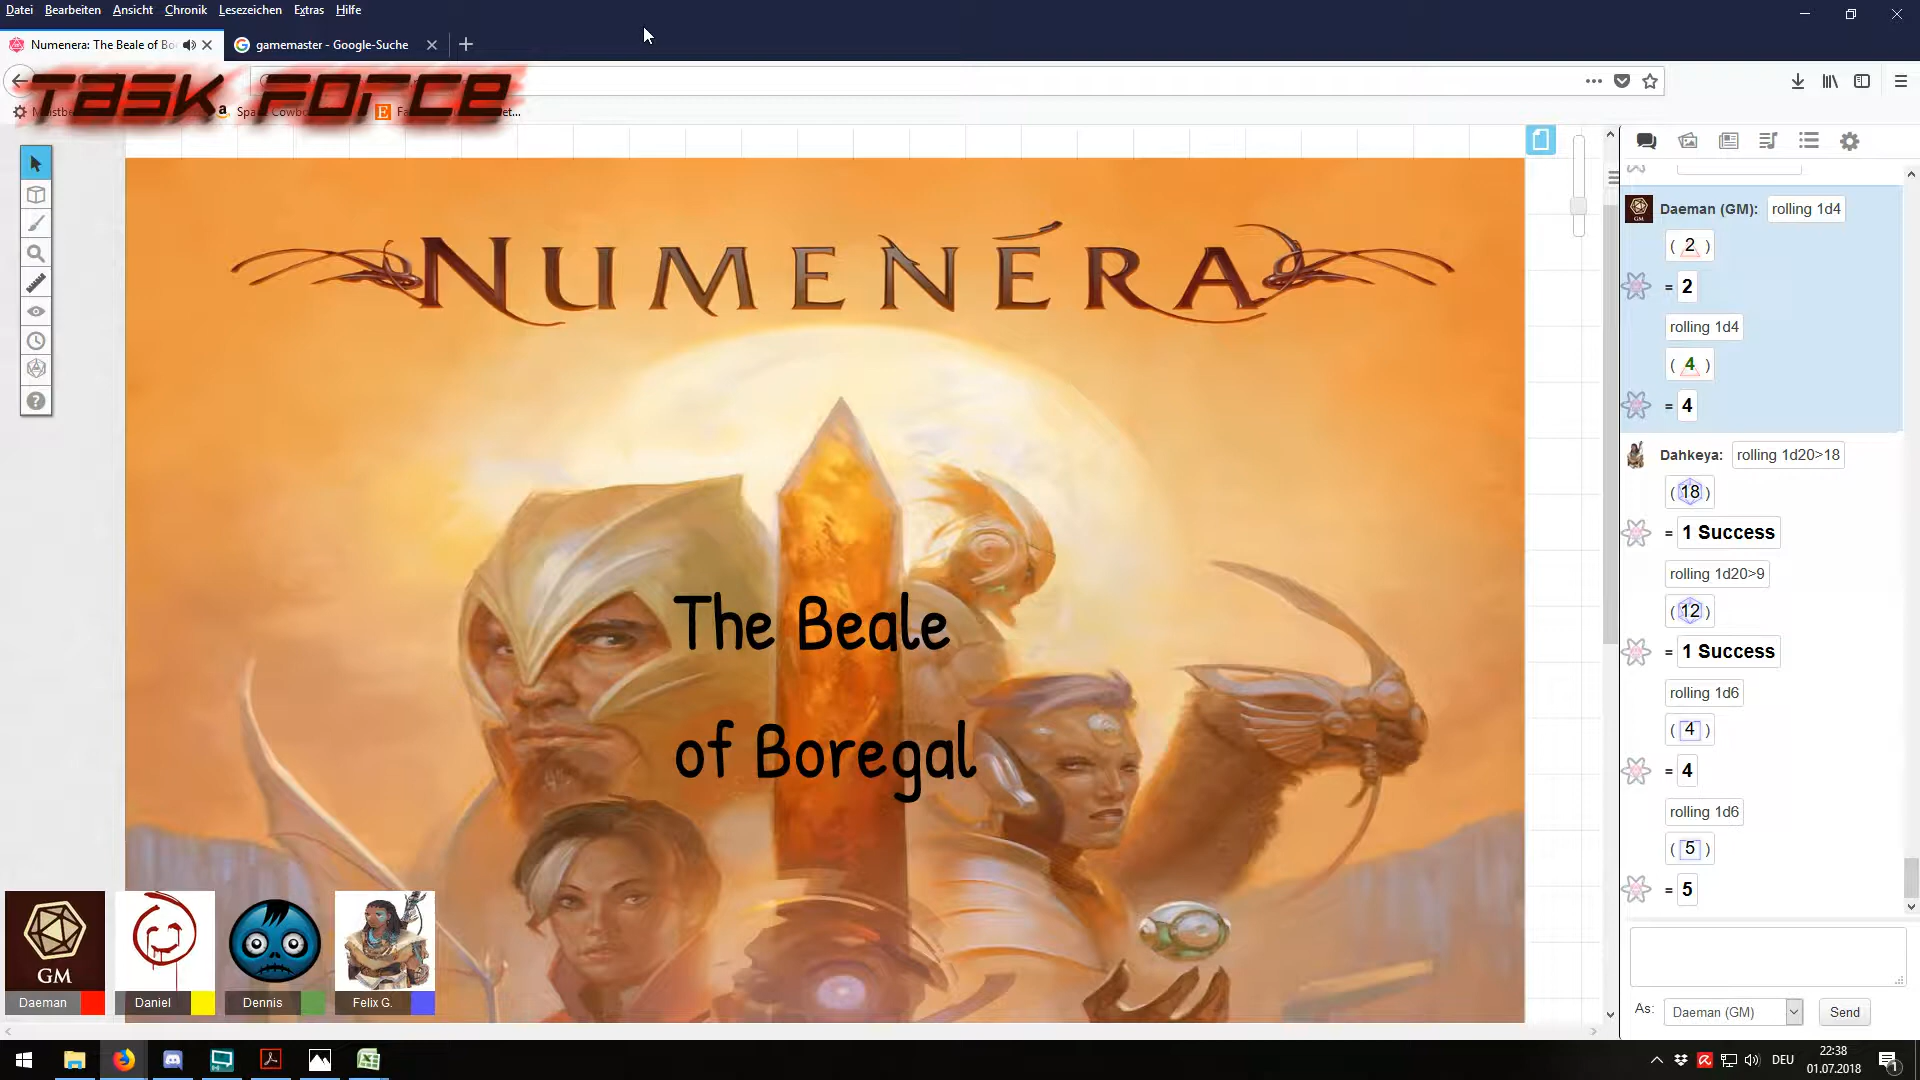 Datei Bearbeiten Ansicht Chronik Lesezeichen Extras Hilfe
Numenera: The Beale of Bo
gamemaster - Google-Suche
TASK FORCE
NUMENÉRA
The Beale
of Boregal
Daeman (GM): rolling 1d4
( 2 )
= 2
rolling 1d4
( 4 )
= 4
Dahkeya: rolling 1d20>18
( 18 )
= 1 Success
rolling 1d20>9
( 12 )
= 1 Success
rolling 1d6
( 4 )
= 4
rolling 1d6
( 5 )
= 5
GM
Daeman Daniel Dennis Felix G.
As: Daeman (GM) Send
DEU
22:38
01.07.2018
1